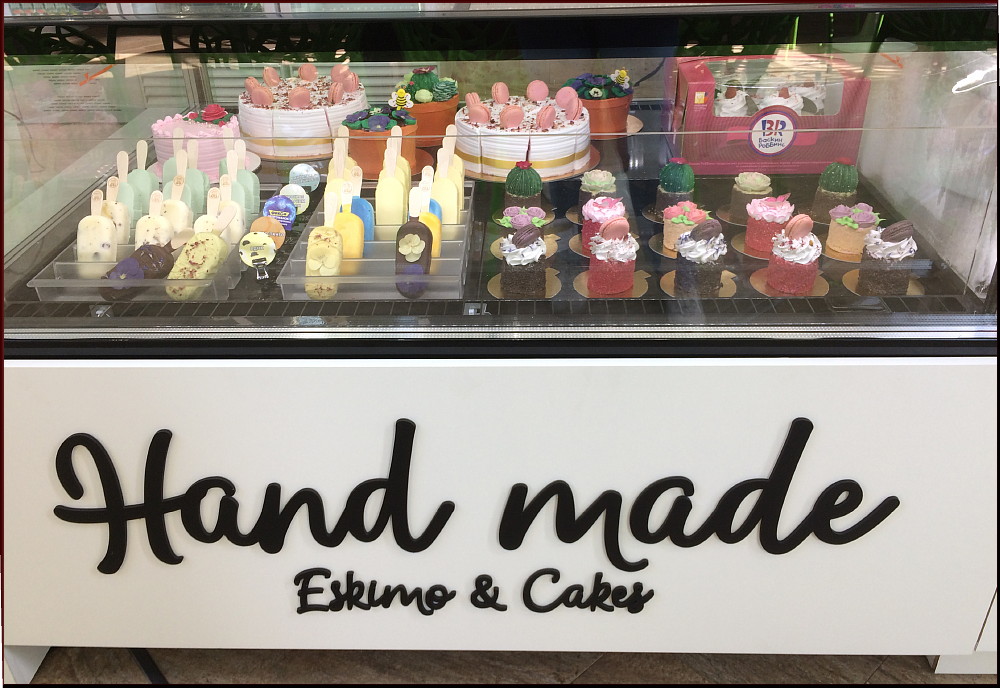 BR
Баскин
Роббинс
Hand made
Eskimo & Cakes